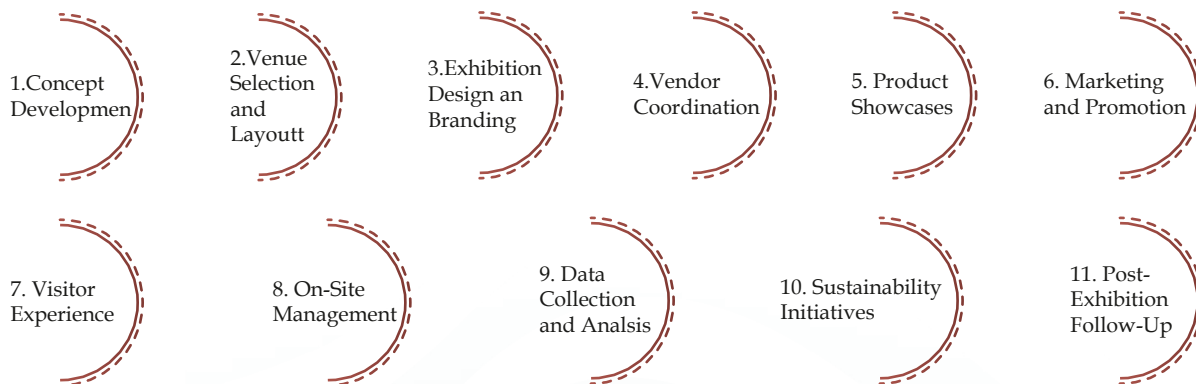 1.Concept
Developmen
2.Venue
Selection
and
Layoutt
3.Exhibition
Design an
Branding
4.Vendor
Coordination
5. Product
Showcases
6. Marketing
and Promotion
7. Visitor
Experience
8. On-Site
Management
9. Data
Collection
and Analsis
10. Sustainability
Initiatives
11. Post-
Exhibition
Follow-Up